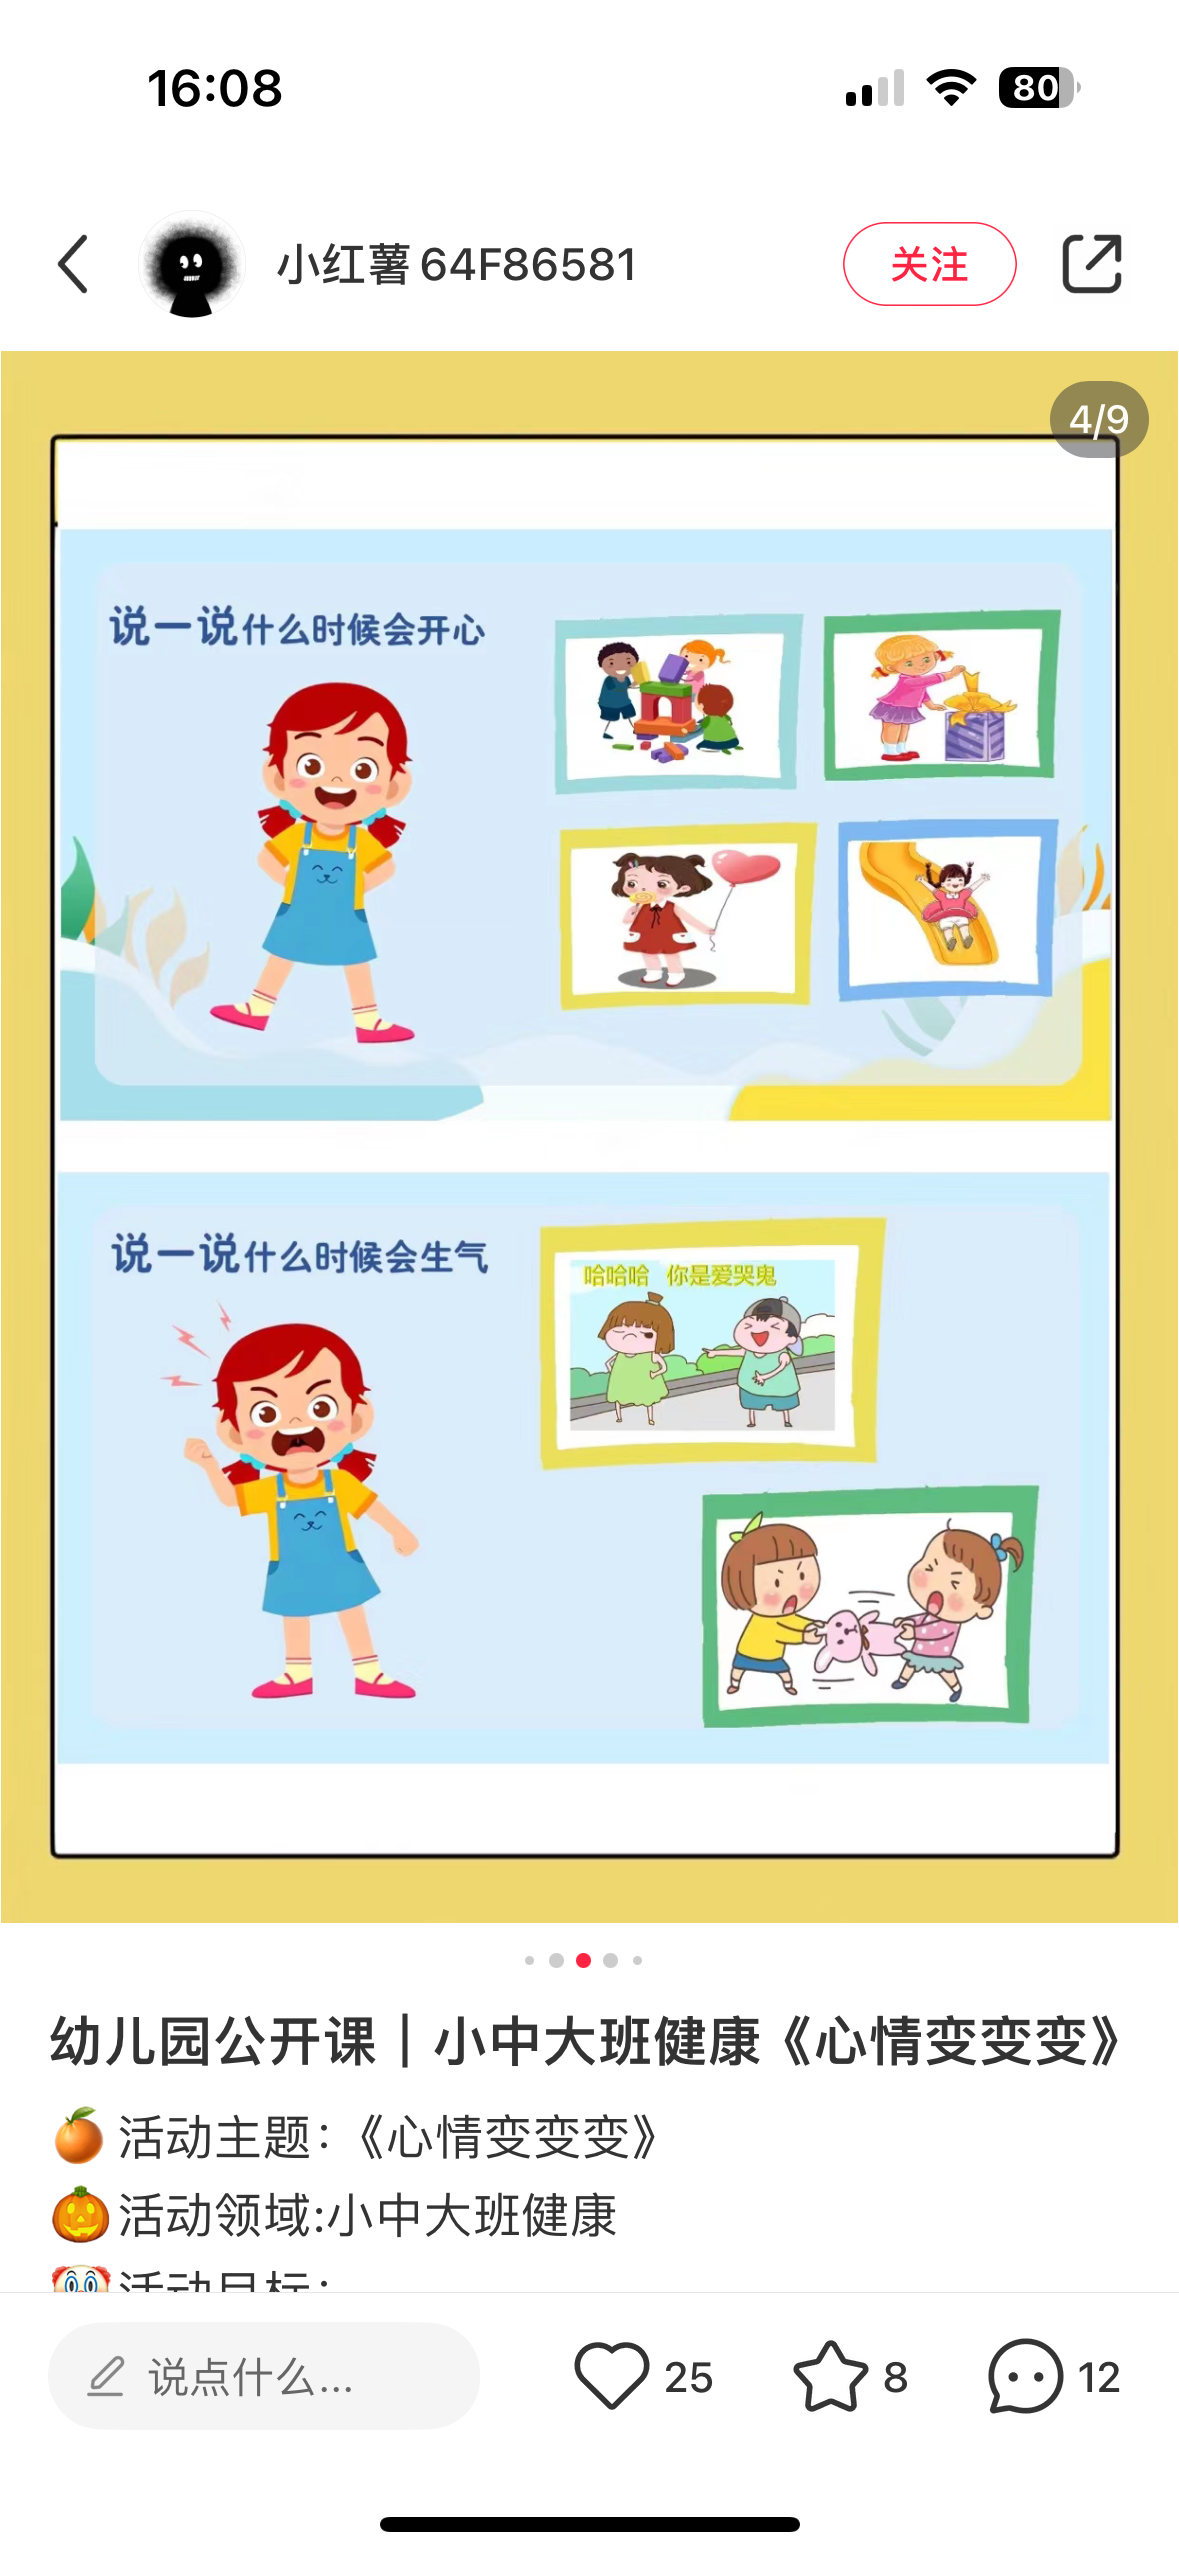 16:08
80
小红薯64F86581
关注
4/9
说一说什么时候会开心
说一说什么时候会生气
哈哈哈 你是爱哭鬼
幼儿园公开课｜小中大班健康《心情变变变》
🍊 活动主题：《心情变变变》
🎃活动领域:小中大班健康
🤡活动目标：
说点什么...
25
8
12